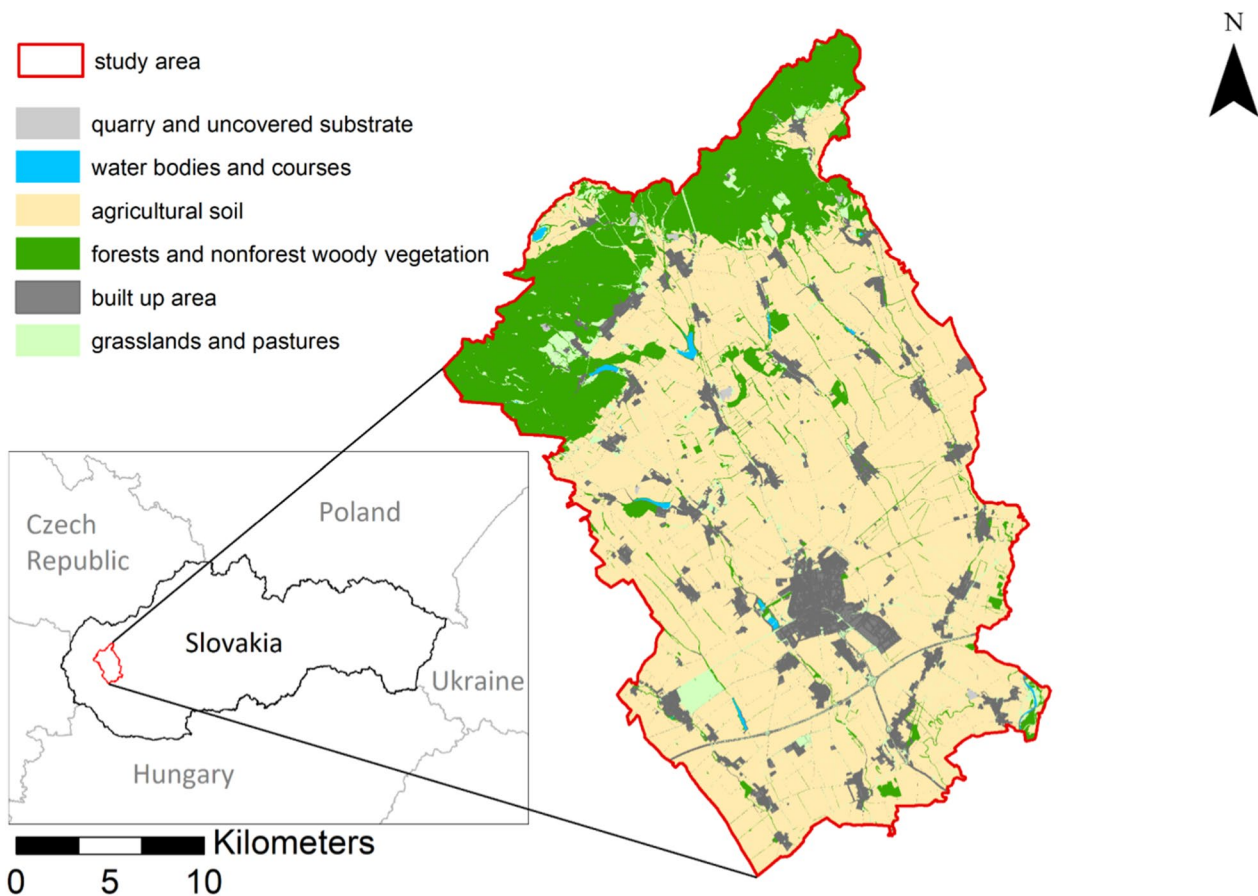 N
study area
quarry and uncovered substrate
water bodies and courses
agricultural soil
forests and nonforest woody vegetation
built up area
grasslands and pastures
Czech
Republic
Poland
Slovakia
Ukraine
Hungary
Kilometers
0 5 10